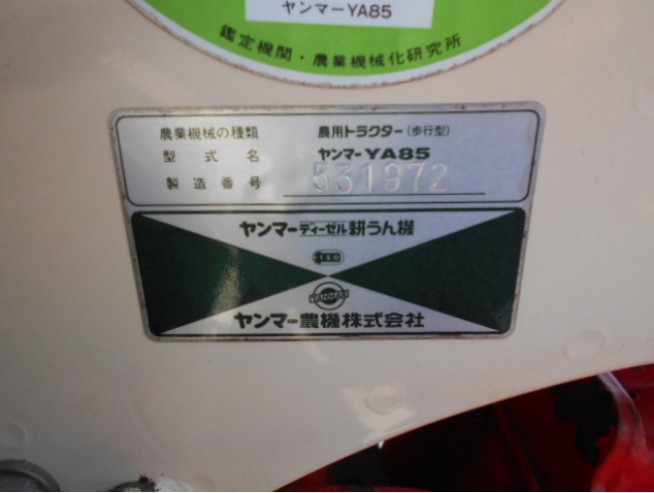 ヤンマーYA85
鑑定機関・農業機械化研究所
農業機械の種類 農用トラクター(歩行型)
型式名 ヤンマーYA85
製造番号 531972
ヤンマーディーゼル耕うん機
YANMAR
ヤンマー農機株式会社